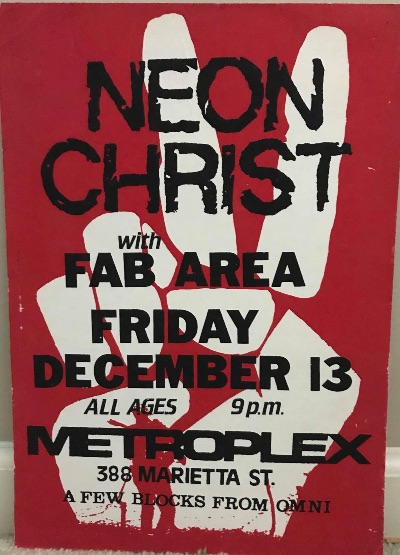 NEON
CHRIST
with
FAB AREA
FRIDAY
DECEMBER 13
ALL AGES 9 p.m.
METROPLEX
388 MARIETTA ST.
A FEW BLOCKS FROM OMNI